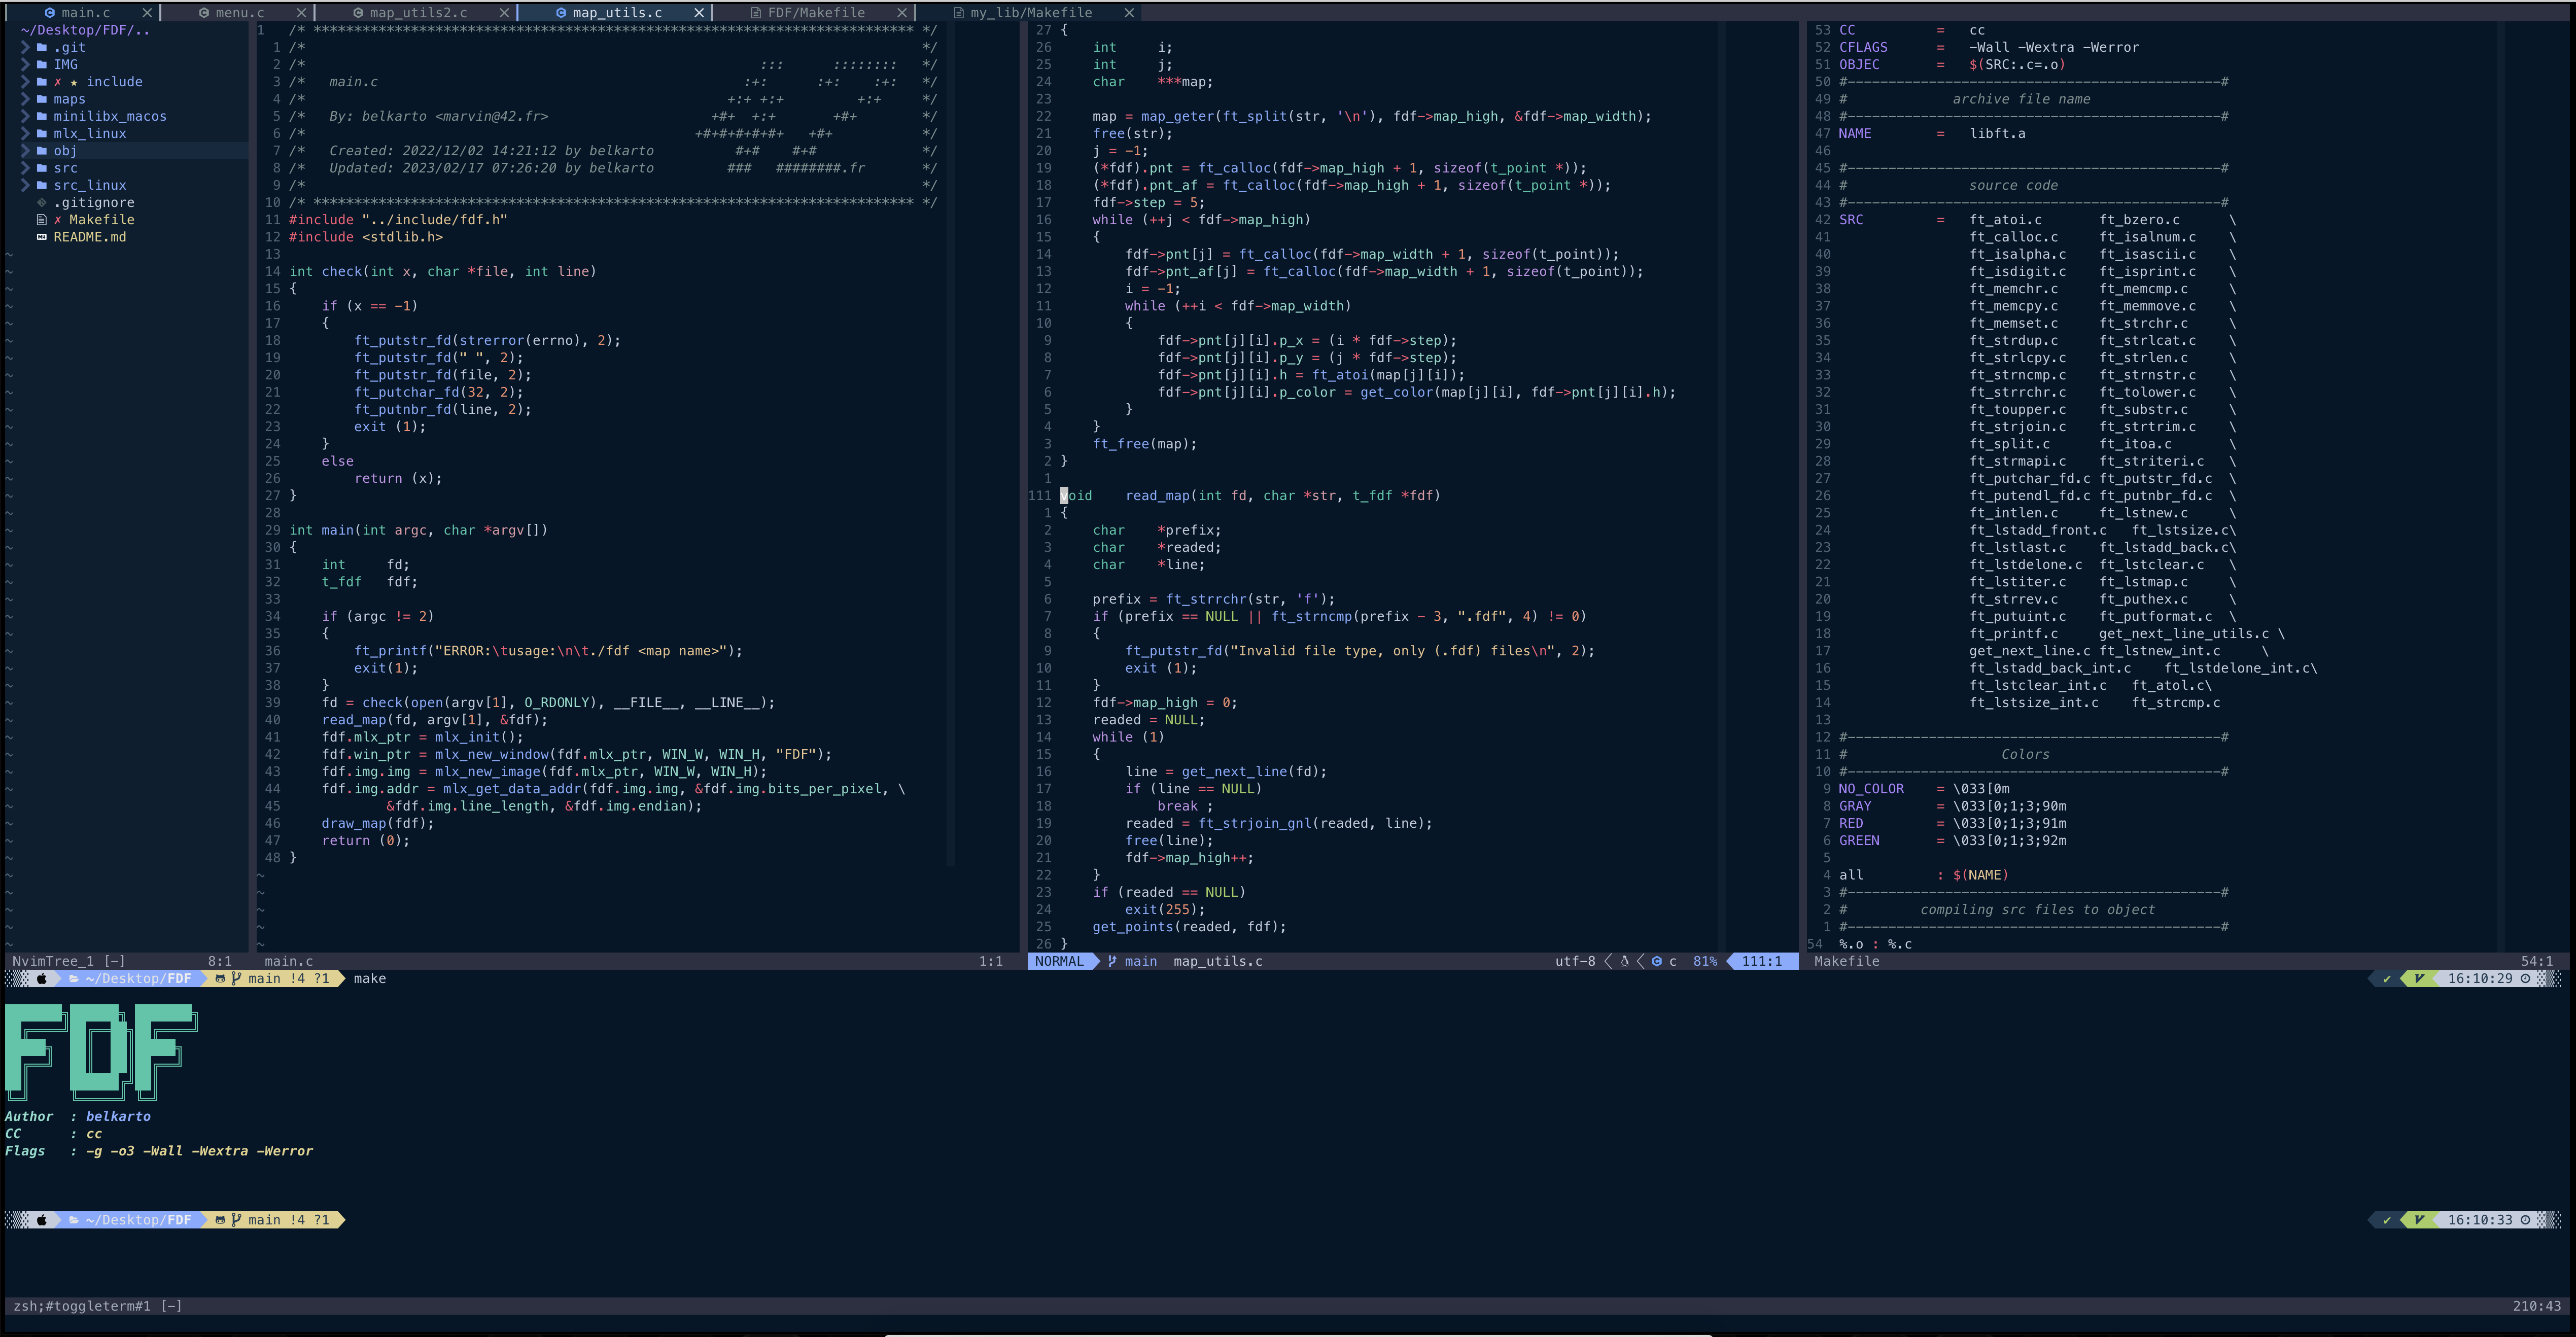 main.c menu.c map_utils2.c map_utils.c FDF/Makefile my_lib/Makefile
~/Desktop/FDF/..
.git
IMG
✗ ★ include
maps
minilibx_macos
mlx_linux
obj
src
src_linux
.gitignore
✗ Makefile
README.md
NvimTree_1 [-] 8:1
1 /* ************************************************************************** */
1 /*                                                                            */
2 /*                                                        :::      ::::::::   */
3 /*   main.c                                             :+:      :+:    :+:   */
4 /*                                                    +:+ +:+         +:+     */
5 /*   By: belkarto <marvin@42.fr>                    +#+  +:+       +#+        */
6 /*                                                +#+#+#+#+#+   +#+           */
7 /*   Created: 2022/12/02 14:21:12 by belkarto          #+#    #+#             */
8 /*   Updated: 2023/02/17 07:26:20 by belkarto         ###   ########.fr       */
9 /*                                                                            */
10 /* ************************************************************************** */
11 #include "../include/fdf.h"
12 #include <stdlib.h>
13
14 int check(int x, char *file, int line)
15 {
16     if (x == -1)
17     {
18         ft_putstr_fd(strerror(errno), 2);
19         ft_putstr_fd(" ", 2);
20         ft_putstr_fd(file, 2);
21         ft_putchar_fd(32, 2);
22         ft_putnbr_fd(line, 2);
23         exit (1);
24     }
25     else
26         return (x);
27 }
28
29 int main(int argc, char *argv[])
30 {
31     int     fd;
32     t_fdf   fdf;
33
34     if (argc != 2)
35     {
36         ft_printf("ERROR:\tusage:\n\t./fdf <map name>");
37         exit(1);
38     }
39     fd = check(open(argv[1], O_RDONLY), __FILE__, __LINE__);
40     read_map(fd, argv[1], &fdf);
41     fdf.mlx_ptr = mlx_init();
42     fdf.win_ptr = mlx_new_window(fdf.mlx_ptr, WIN_W, WIN_H, "FDF");
43     fdf.img.img = mlx_new_image(fdf.mlx_ptr, WIN_W, WIN_H);
44     fdf.img.addr = mlx_get_data_addr(fdf.img.img, &fdf.img.bits_per_pixel, \
45             &fdf.img.line_length, &fdf.img.endian);
46     draw_map(fdf);
47     return (0);
48 }
main.c 1:1
27 {
26     int     i;
25     int     j;
24     char    ***map;
23
22     map = map_geter(ft_split(str, '\n'), fdf->map_high, &fdf->map_width);
21     free(str);
20     j = -1;
19     (*fdf).pnt = ft_calloc(fdf->map_high + 1, sizeof(t_point *));
18     (*fdf).pnt_af = ft_calloc(fdf->map_high + 1, sizeof(t_point *));
17     fdf->step = 5;
16     while (++j < fdf->map_high)
15     {
14         fdf->pnt[j] = ft_calloc(fdf->map_width + 1, sizeof(t_point));
13         fdf->pnt_af[j] = ft_calloc(fdf->map_width + 1, sizeof(t_point));
12         i = -1;
11         while (++i < fdf->map_width)
10         {
9             fdf->pnt[j][i].p_x = (i * fdf->step);
8             fdf->pnt[j][i].p_y = (j * fdf->step);
7             fdf->pnt[j][i].h = ft_atoi(map[j][i]);
6             fdf->pnt[j][i].p_color = get_color(map[j][i], fdf->pnt[j][i].h);
5         }
4     }
3     ft_free(map);
2 }
1
111 void    read_map(int fd, char *str, t_fdf *fdf)
1 {
2     char    *prefix;
3     char    *readed;
4     char    *line;
5
6     prefix = ft_strrchr(str, 'f');
7     if (prefix == NULL || ft_strncmp(prefix - 3, ".fdf", 4) != 0)
8     {
9         ft_putstr_fd("Invalid file type, only (.fdf) files\n", 2);
10         exit (1);
11     }
12     fdf->map_high = 0;
13     readed = NULL;
14     while (1)
15     {
16         line = get_next_line(fd);
17         if (line == NULL)
18             break ;
19         readed = ft_strjoin_gnl(readed, line);
20         free(line);
21         fdf->map_high++;
22     }
23     if (readed == NULL)
24         exit(255);
25     get_points(readed, fdf);
26 }
NORMAL main map_utils.c utf-8 c 81% 111:1
53 CC          =  cc
52 CFLAGS      =  -Wall -Wextra -Werror
51 OBJEC       =  $(SRC:.c=.o)
50 #----------------------------------------------#
49 #             archive file name
48 #----------------------------------------------#
47 NAME        =  libft.a
46
45 #----------------------------------------------#
44 #               source code
43 #----------------------------------------------#
42 SRC         =  ft_atoi.c       ft_bzero.c      \
41                ft_calloc.c     ft_isalnum.c    \
40                ft_isalpha.c    ft_isascii.c    \
39                ft_isdigit.c    ft_isprint.c    \
38                ft_memchr.c     ft_memcmp.c     \
37                ft_memcpy.c     ft_memmove.c    \
36                ft_memset.c     ft_strchr.c     \
35                ft_strdup.c     ft_strlcat.c    \
34                ft_strlcpy.c    ft_strlen.c     \
33                ft_strncmp.c    ft_strnstr.c    \
32                ft_strrchr.c    ft_tolower.c    \
31                ft_toupper.c    ft_substr.c     \
30                ft_strjoin.c    ft_strtrim.c    \
29                ft_split.c      ft_itoa.c       \
28                ft_strmapi.c    ft_striteri.c   \
27                ft_putchar_fd.c ft_putstr_fd.c  \
26                ft_putendl_fd.c ft_putnbr_fd.c  \
25                ft_intlen.c     ft_lstnew.c     \
24                ft_lstadd_front.c   ft_lstsize.c\
23                ft_lstlast.c    ft_lstadd_back.c\
22                ft_lstdelone.c  ft_lstclear.c   \
21                ft_lstiter.c    ft_lstmap.c     \
20                ft_strrev.c     ft_puthex.c     \
19                ft_putuint.c    ft_putformat.c  \
18                ft_printf.c     get_next_line_utils.c \
17                get_next_line.c ft_lstnew_int.c     \
16                ft_lstadd_back_int.c    ft_lstdelone_int.c\
15                ft_lstclear_int.c   ft_atol.c\
14                ft_lstsize_int.c    ft_strcmp.c
13
12 #----------------------------------------------#
11 #                   Colors
10 #----------------------------------------------#
9 NO_COLOR    = \033[0m
8 GRAY        = \033[0;1;3;90m
7 RED         = \033[0;1;3;91m
6 GREEN       = \033[0;1;3;92m
5
4 all         : $(NAME)
3 #----------------------------------------------#
2 #         compiling src files to object
1 #----------------------------------------------#
54 %.o : %.c
Makefile 54:1
~/Desktop/FDF main !4 ?1 make ✔ 16:10:29
FDF
Author  : belkarto
CC      : cc
Flags   : -g -o3 -Wall -Wextra -Werror
~/Desktop/FDF main !4 ?1 ✔ 16:10:33
zsh;#toggleterm#1 [-] 210:43